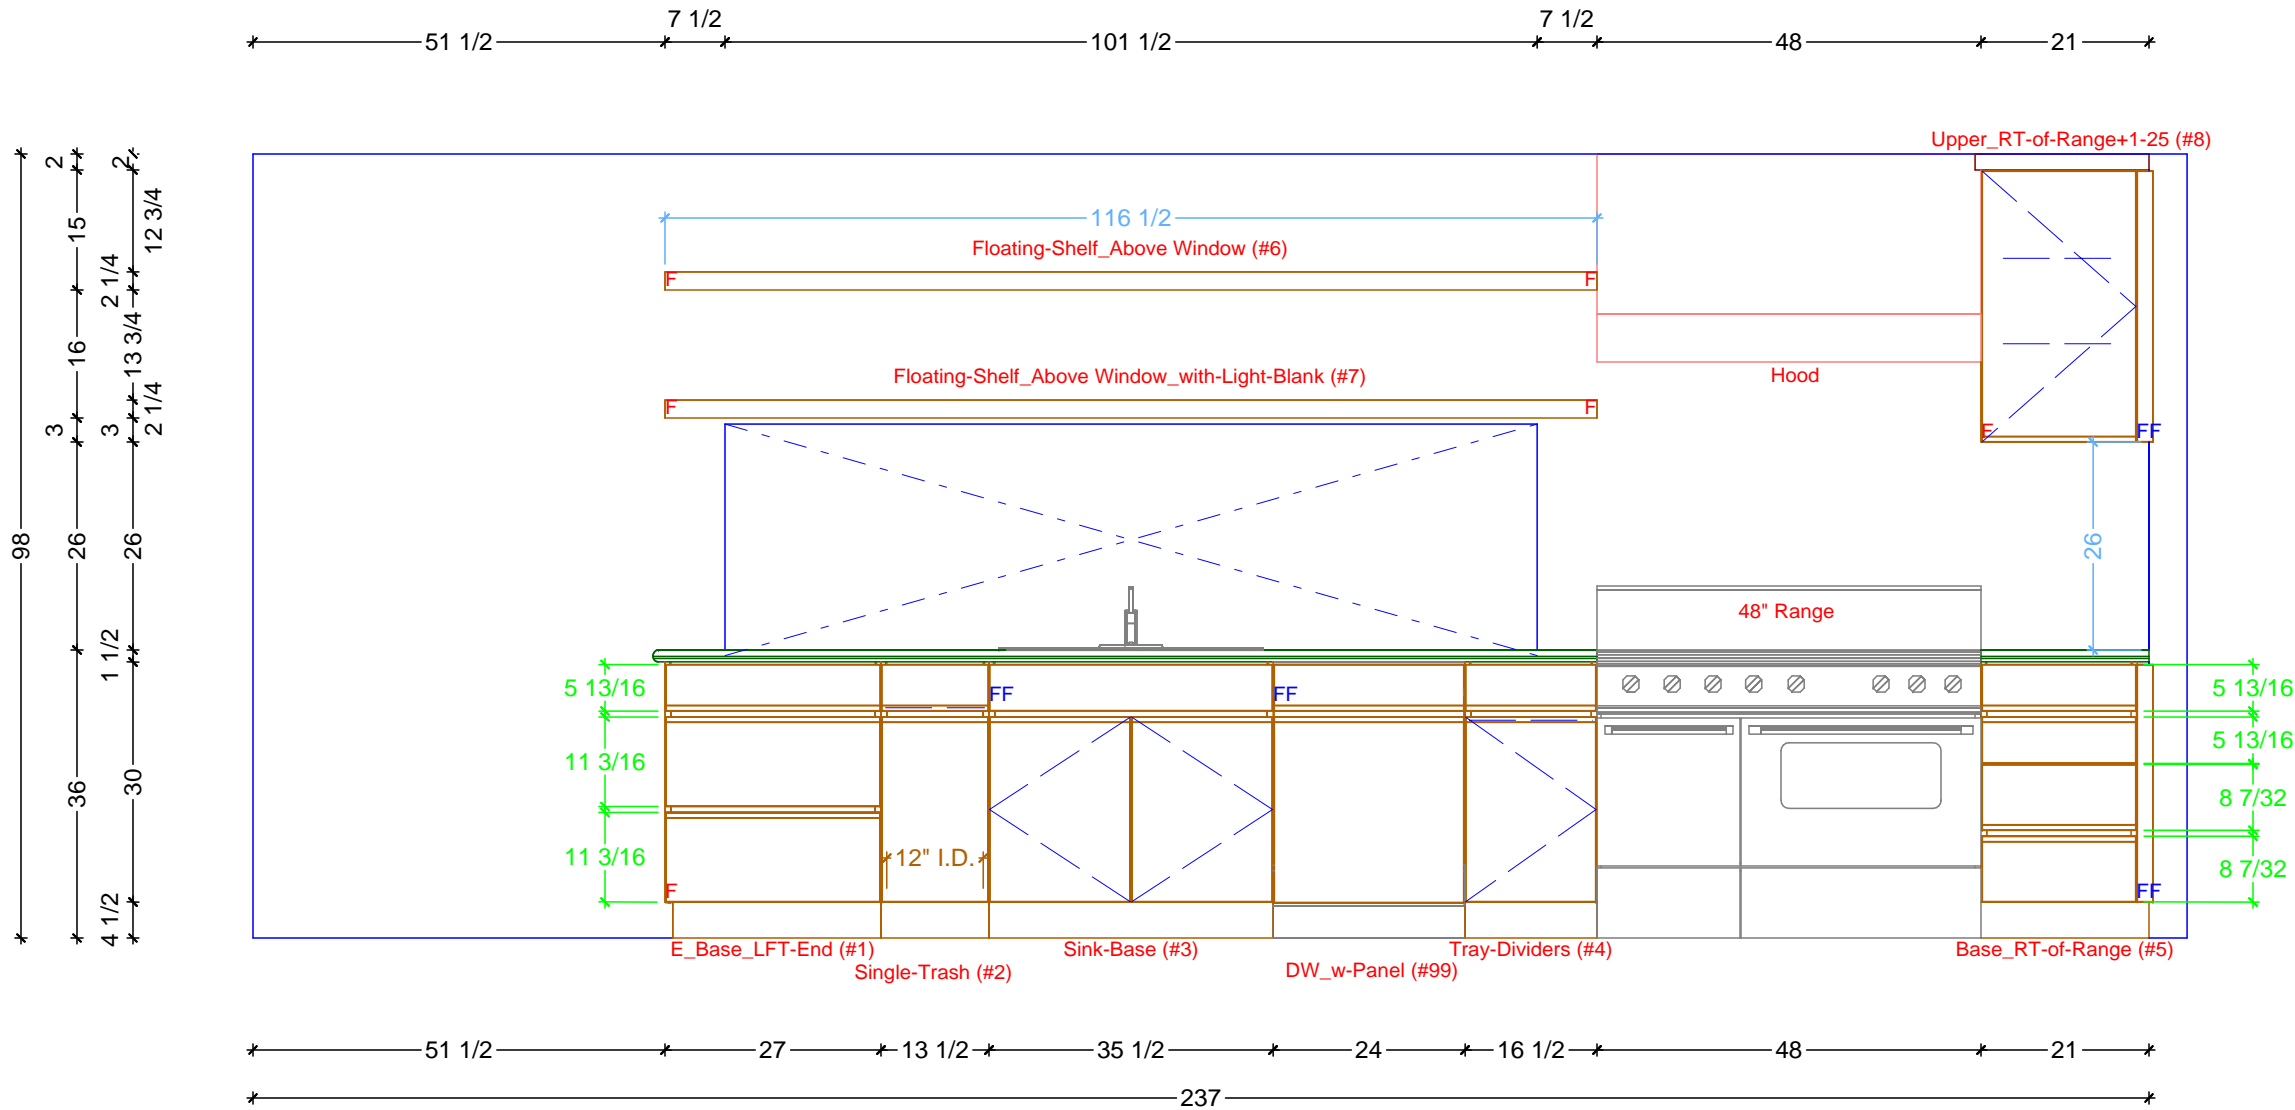 7 1/2
7 1/2
51 1/2
101 1/2
48
21
Upper_RT-of-Range+1-25 (#8)
2
2
15
12 3/4
116 1/2
Floating-Shelf_Above Window (#6)
F
F
2 1/4
16
13 3/4
Floating-Shelf_Above Window_with-Light-Blank (#7)
Hood
F
F
2 1/4
3
3
F
FF
98
26
26
26
48" Range
1 1/2
5 13/16
FF
FF
5 13/16
11 3/16
5 13/16
36
30
8 7/32
11 3/16
12" I.D.
8 7/32
F
FF
4 1/2
E_Base_LFT-End (#1)
Sink-Base (#3)
Tray-Dividers (#4)
Base_RT-of-Range (#5)
Single-Trash (#2)
DW_w-Panel (#99)
51 1/2
27
13 1/2
35 1/2
24
16 1/2
48
21
237